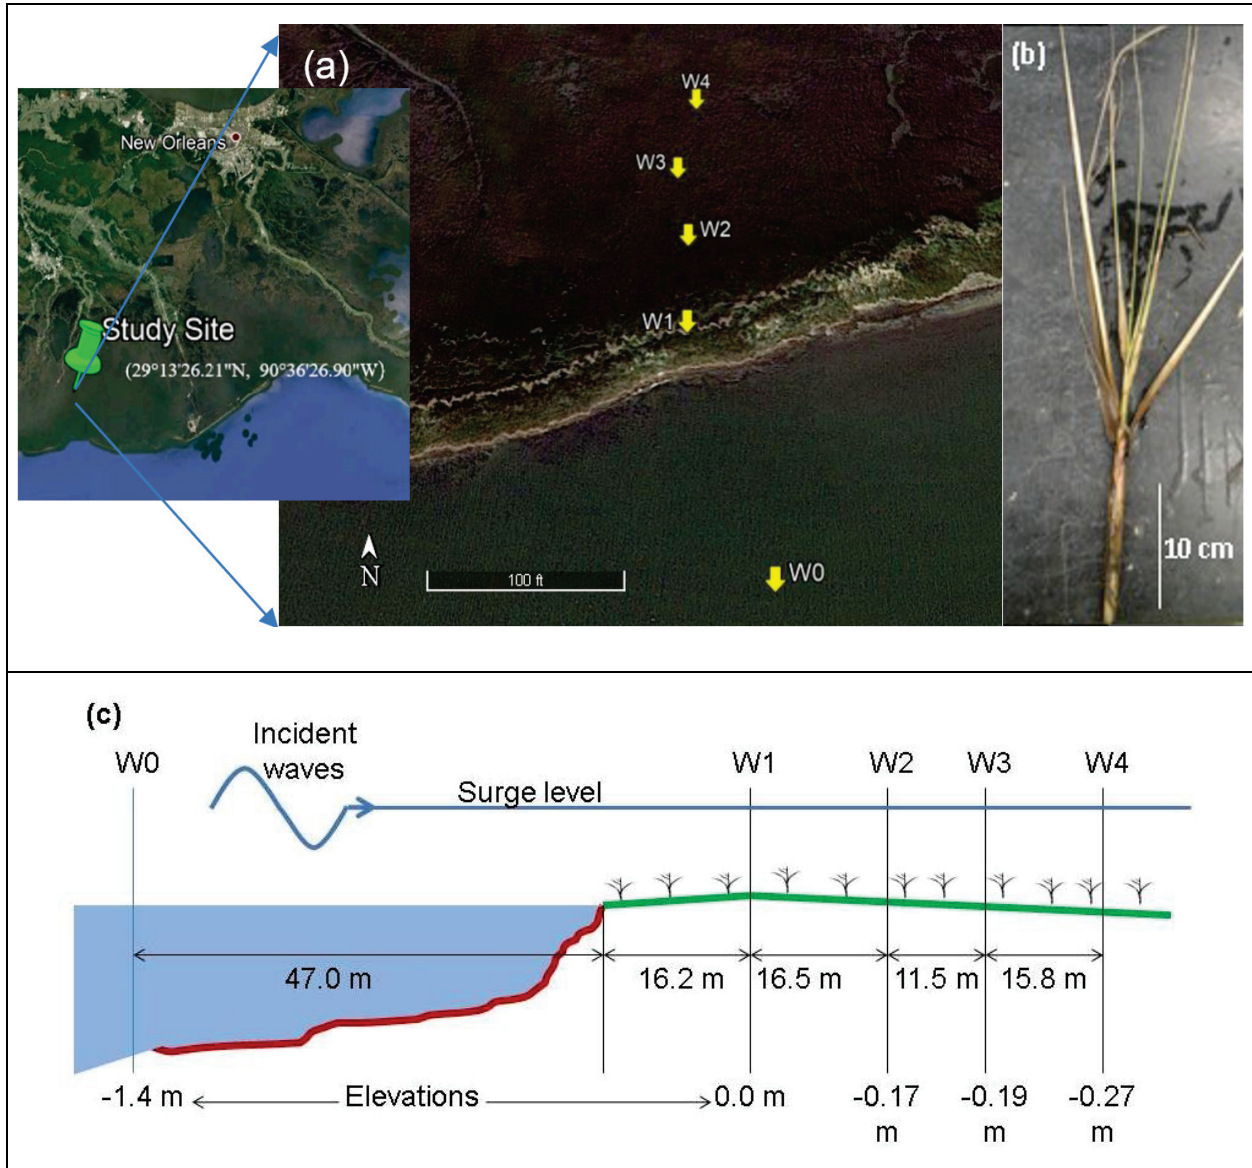 (a)
W4
W3
W2
W1
W0
N
100 ft
New Orleans
Study Site
(29°13'26.21"N, 90°36'26.90"W)
(b)
10 cm
(c)
Incident
waves
W0
W1
W2
W3
W4
Surge level
47.0 m
16.2 m
16.5 m
11.5 m
15.8 m
-1.4 m
Elevations
0.0 m
-0.17
m
-0.19
m
-0.27
m